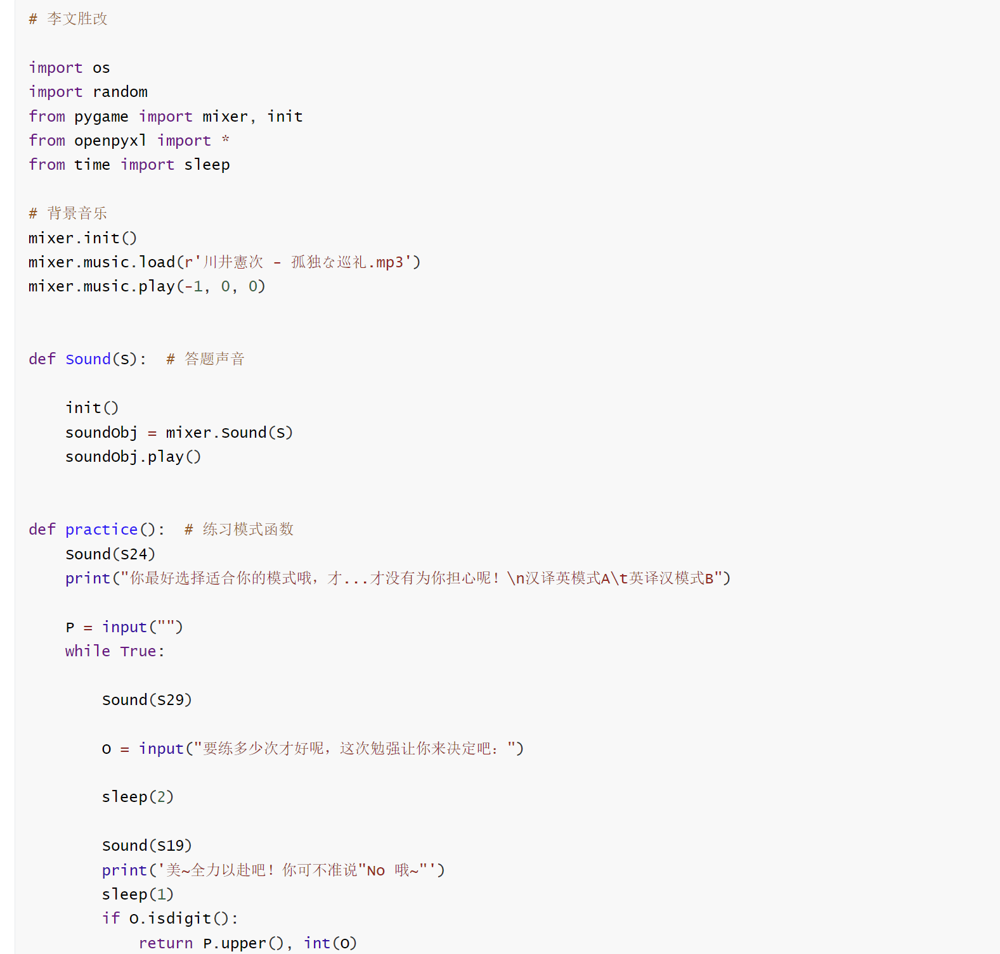 # 李文胜改
import os
import random
from pygame import mixer, init
from openpyxl import *
from time import sleep
# 背景音乐
mixer.init()
mixer.music.load(r'川井憲次 - 孤独な巡礼.mp3')
mixer.music.play(-1, 0, 0)
def Sound(S):  # 答题声音
    init()
    soundObj = mixer.Sound(S)
    soundObj.play()
def practice():  # 练习模式函数
    Sound(S24)
    print("你最好选择适合你的模式哦，才...才没有为你担心呢！\n汉译英模式A\t英译汉模式B")
    P = input("")
    while True:
        Sound(S29)
        O = input("要练多少次才好呢，这次勉强让你来决定吧：")
        sleep(2)
        Sound(S19)
        print('美~全力以赴吧！你可不准说"No 哦~"')
        sleep(1)
        if O.isdigit():
            return P.upper(), int(O)